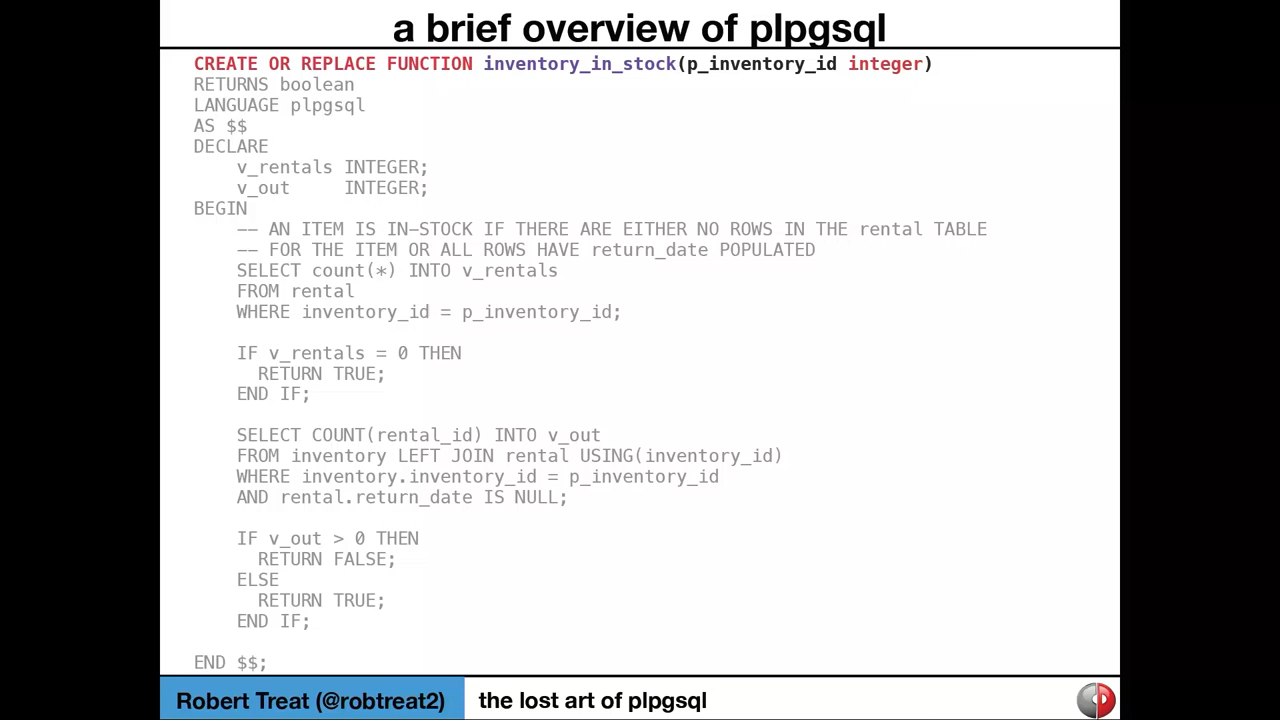 a brief overview of plpgsql
CREATE OR REPLACE FUNCTION inventory_in_stock(p_inventory_id integer)
RETURNS boolean
LANGUAGE plpgsql
AS $$
DECLARE
    v_rentals INTEGER;
    v_out     INTEGER;
BEGIN
    -- AN ITEM IS IN-STOCK IF THERE ARE EITHER NO ROWS IN THE rental TABLE
    -- FOR THE ITEM OR ALL ROWS HAVE return_date POPULATED
    SELECT count(*) INTO v_rentals
    FROM rental
    WHERE inventory_id = p_inventory_id;

    IF v_rentals = 0 THEN
      RETURN TRUE;
    END IF;

    SELECT COUNT(rental_id) INTO v_out
    FROM inventory LEFT JOIN rental USING(inventory_id)
    WHERE inventory.inventory_id = p_inventory_id
    AND rental.return_date IS NULL;

    IF v_out > 0 THEN
      RETURN FALSE;
    ELSE
      RETURN TRUE;
    END IF;

END $$;
Robert Treat (@robtreat2)
the lost art of plpgsql